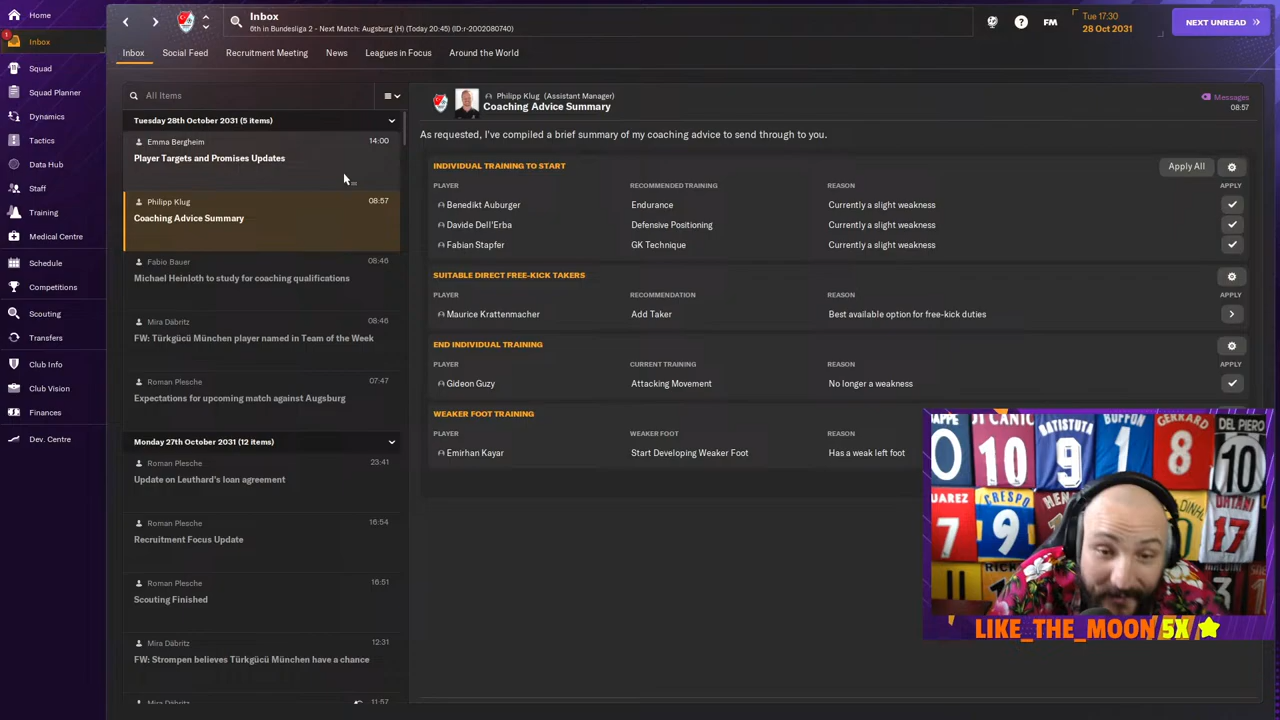 Home
1
Inbox
Squad
Squad Planner
Dynamics
Tactics
Data Hub
Staff
Training
Medical Centre
Schedule
Competitions
Scouting
Transfers
Club Info
Club Vision
Finances
Dev. Centre
Inbox
6th in Bundesliga 2 - Next Match: Augsburg (H) (Today 20:45) (ID:r-2002080740)
FM
Tue 17:30
28 Oct 2031
NEXT UNREAD
Inbox
Social Feed
Recruitment Meeting
News
Leagues in Focus
Around the World
All Items
Tuesday 28th October 2031 (5 items)
Emma Bergheim
14:00
Player Targets and Promises Updates
Philipp Klug
08:57
Coaching Advice Summary
Fabio Bauer
08:46
Michael Heinloth to study for coaching qualifications
Mira Däbritz
08:46
FW: Türkgücü München player named in Team of the Week
Roman Plesche
07:47
Expectations for upcoming match against Augsburg
Monday 27th October 2031 (12 items)
Roman Plesche
23:41
Update on Leuthard's loan agreement
Roman Plesche
16:54
Recruitment Focus Update
Roman Plesche
16:51
Scouting Finished
Mira Däbritz
12:31
FW: Strompen believes Türkgücü München have a chance
Mira Däbritz
11:57
Philipp Klug (Assistant Manager)
Coaching Advice Summary
Messages
08:57
As requested, I've compiled a brief summary of my coaching advice to send through to you.
INDIVIDUAL TRAINING TO START
Apply All
PLAYER
RECOMMENDED TRAINING
REASON
APPLY
Benedikt Auburger
Endurance
Currently a slight weakness
Davide Dell'Erba
Defensive Positioning
Currently a slight weakness
Fabian Stapfer
GK Technique
Currently a slight weakness
SUITABLE DIRECT FREE-KICK TAKERS
PLAYER
RECOMMENDATION
REASON
APPLY
Maurice Krattenmacher
Add Taker
Best available option for free-kick duties
END INDIVIDUAL TRAINING
PLAYER
CURRENT TRAINING
REASON
APPLY
Gideon Guzy
Attacking Movement
No longer a weakness
WEAKER FOOT TRAINING
PLAYER
WEAKER FOOT
REASON
Emirhan Kayar
Start Developing Weaker Foot
Has a weak left foot
DI CANIO
10
BATISTUTA
9
BUFFON
1
GERRARD
8
DEL PIERO
10
7
CRESPO
9
17
LIKE_THE_MOON 5X